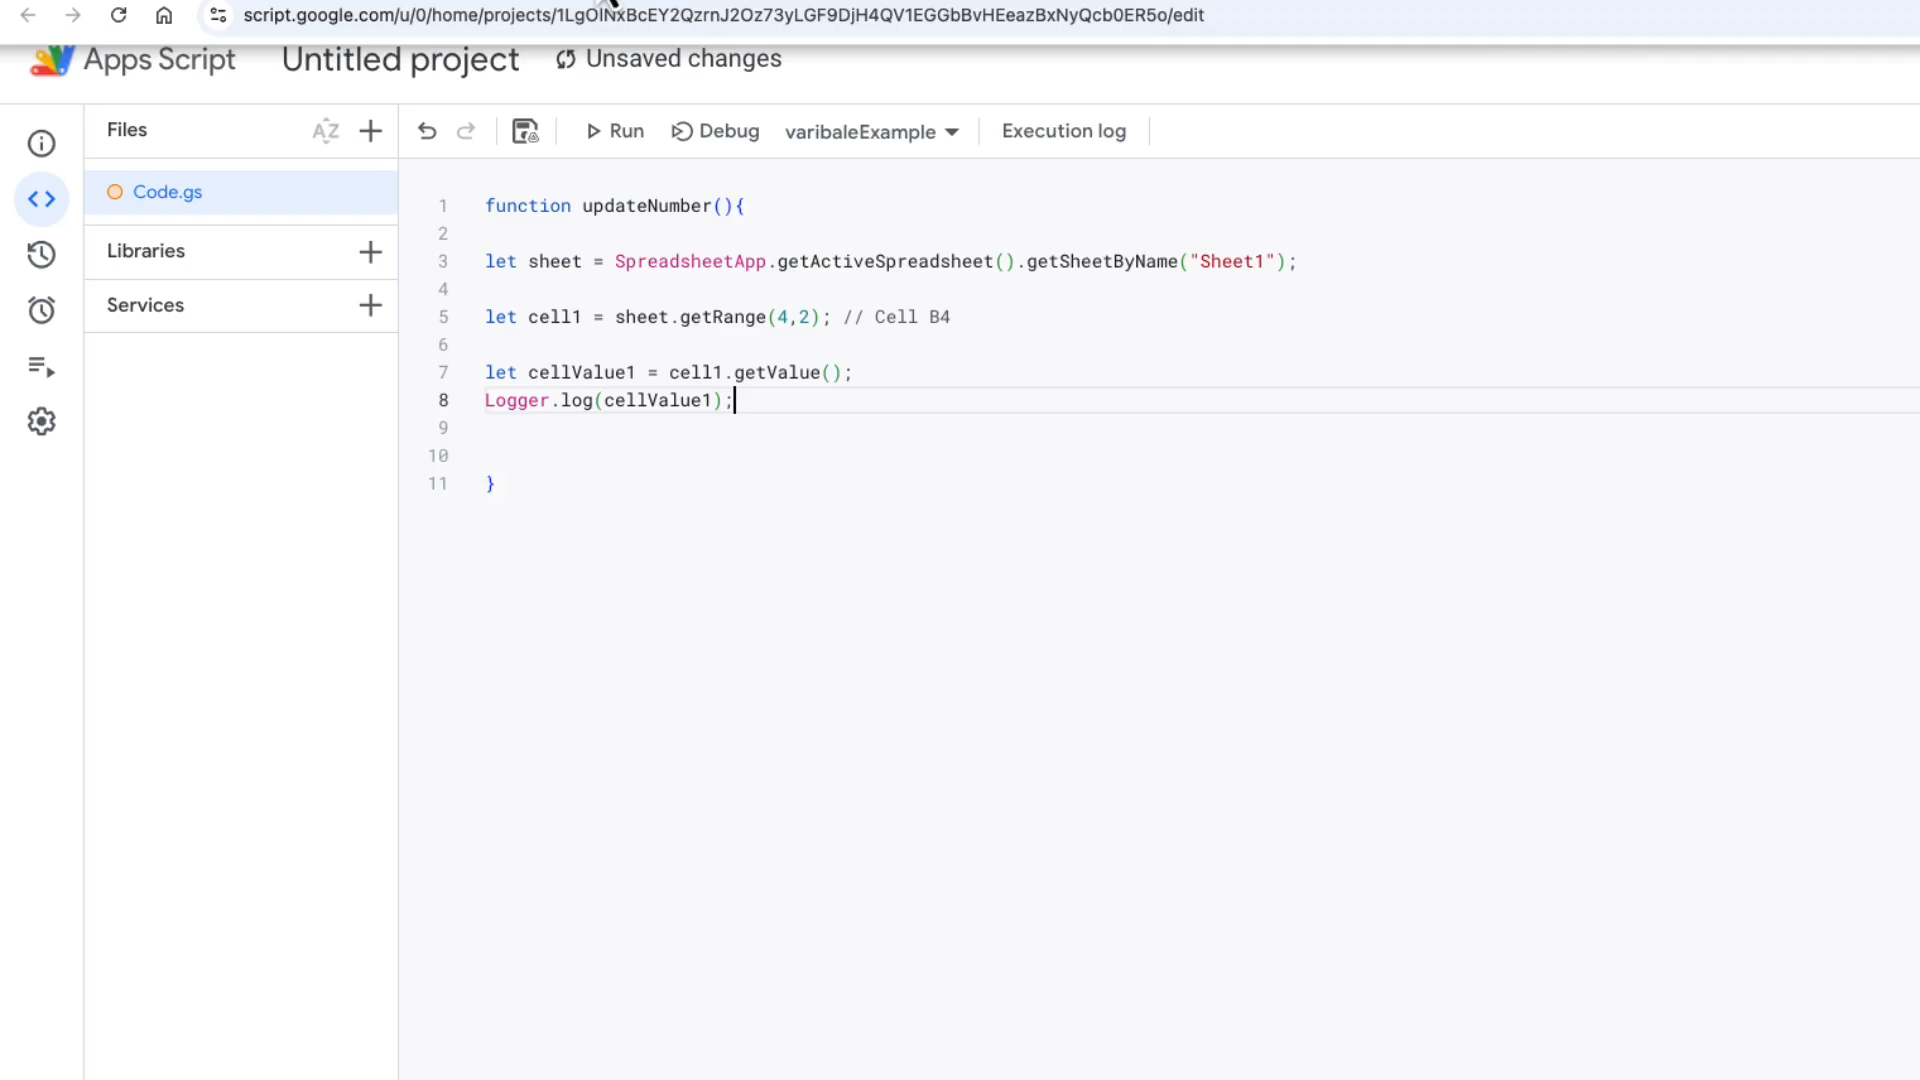 script.google.com/u/0/home/projects/1LgOlNxBcEY2QzrnJ2Oz73yLGF9DjH4QV1EGGbBvHEeazBxNyQcb0ER5o/edit
Apps Script Untitled project Unsaved changes
Files AZ Run Debug varibaleExample Execution log
Code.gs
Libraries
Services
1 function updateNumber(){
2
3 let sheet = SpreadsheetApp.getActiveSpreadsheet().getSheetByName("Sheet1");
4
5 let cell1 = sheet.getRange(4,2); // Cell B4
6
7 let cellValue1 = cell1.getValue();
8 Logger.log(cellValue1);
9
10
11 }